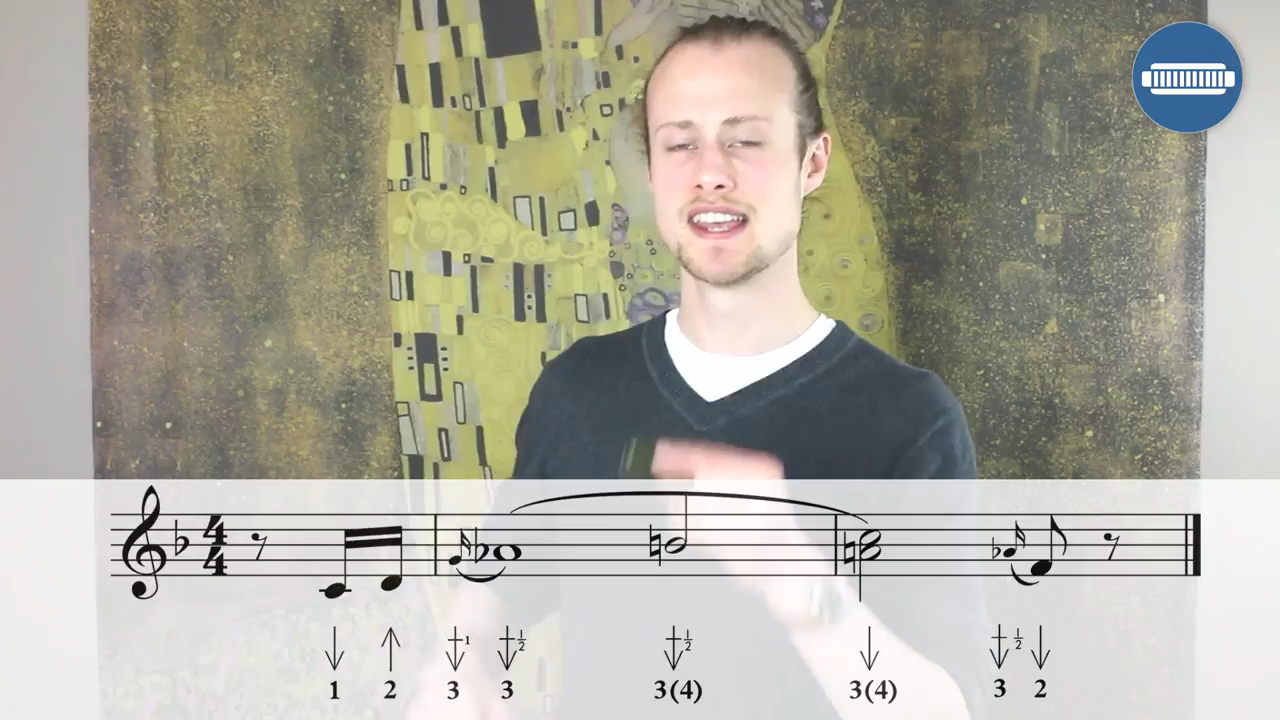 4
4
↓ ↑ ↓1 ↓½ ↓½ ↓ ↓½ ↓
1 2 3 3 3(4) 3(4) 3 2